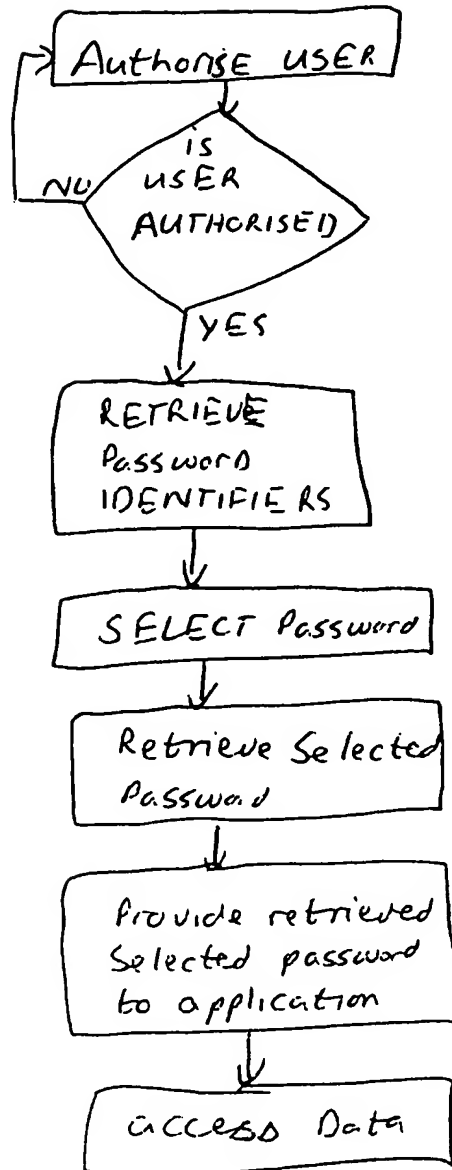 Authorise USER
is
USER
AUTHORISED
NO
YES
RETRIEVE
Password
IDENTIFIERS
SELECT Password
Retrieve Selected
Password
Provide retrieved
Selected password
to application
access Data